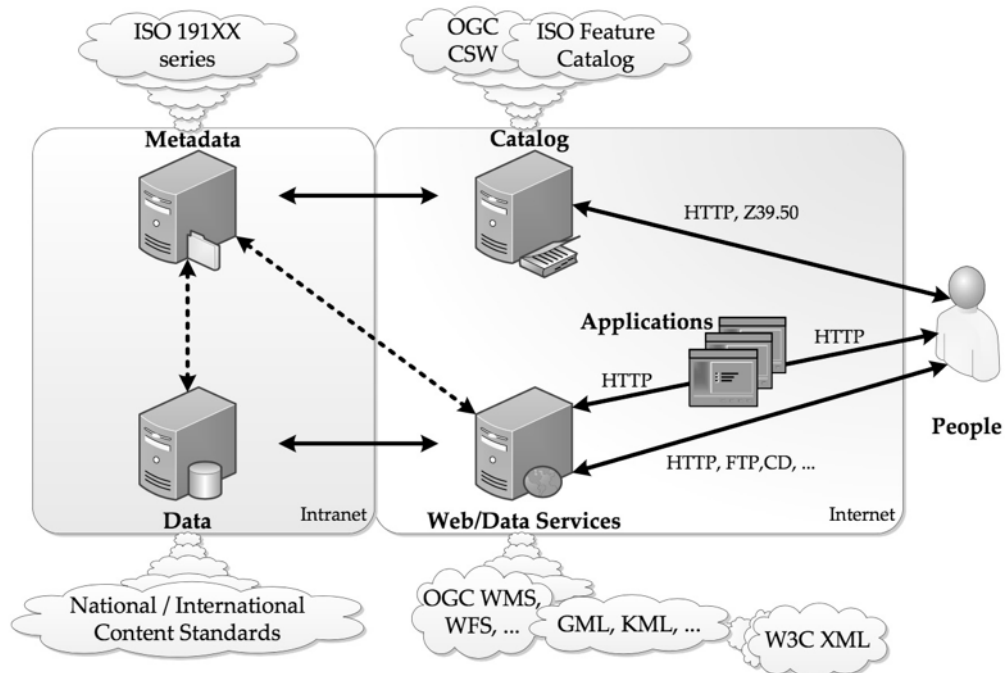 ISO 191XX
series
OGC
CSW
ISO Feature
Catalog
Metadata
Catalog
HTTP, Z39.50
Applications
HTTP
HTTP
People
HTTP, FTP,CD, ...
Data
Intranet
Web/Data Services
Internet
National / International
Content Standards
OGC WMS,
WFS, ...
GML, KML, ...
W3C XML